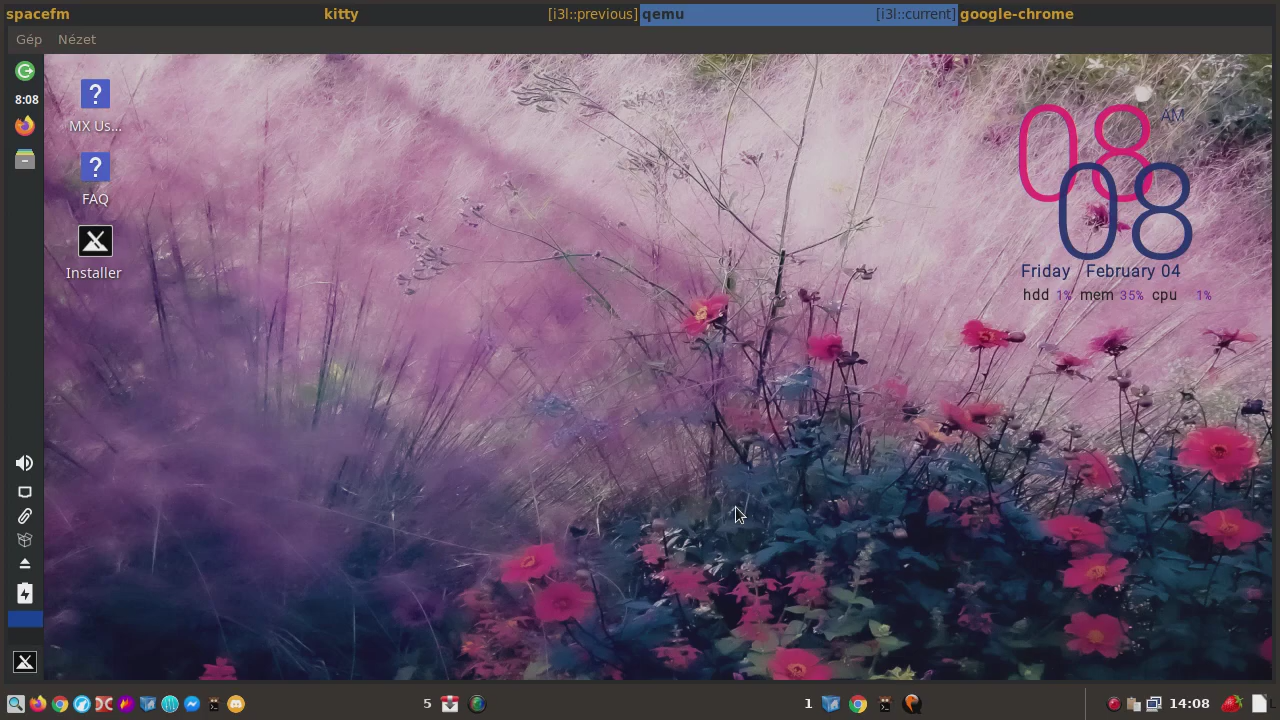 spacefm kitty [i3l::previous] qemu [i3l::current] google-chrome
Gép Nézet
8:08
MX Us...
FAQ
Installer
08 AM
08
Friday February 04
hdd 1% mem 35% cpu 1%
5 1 14:08